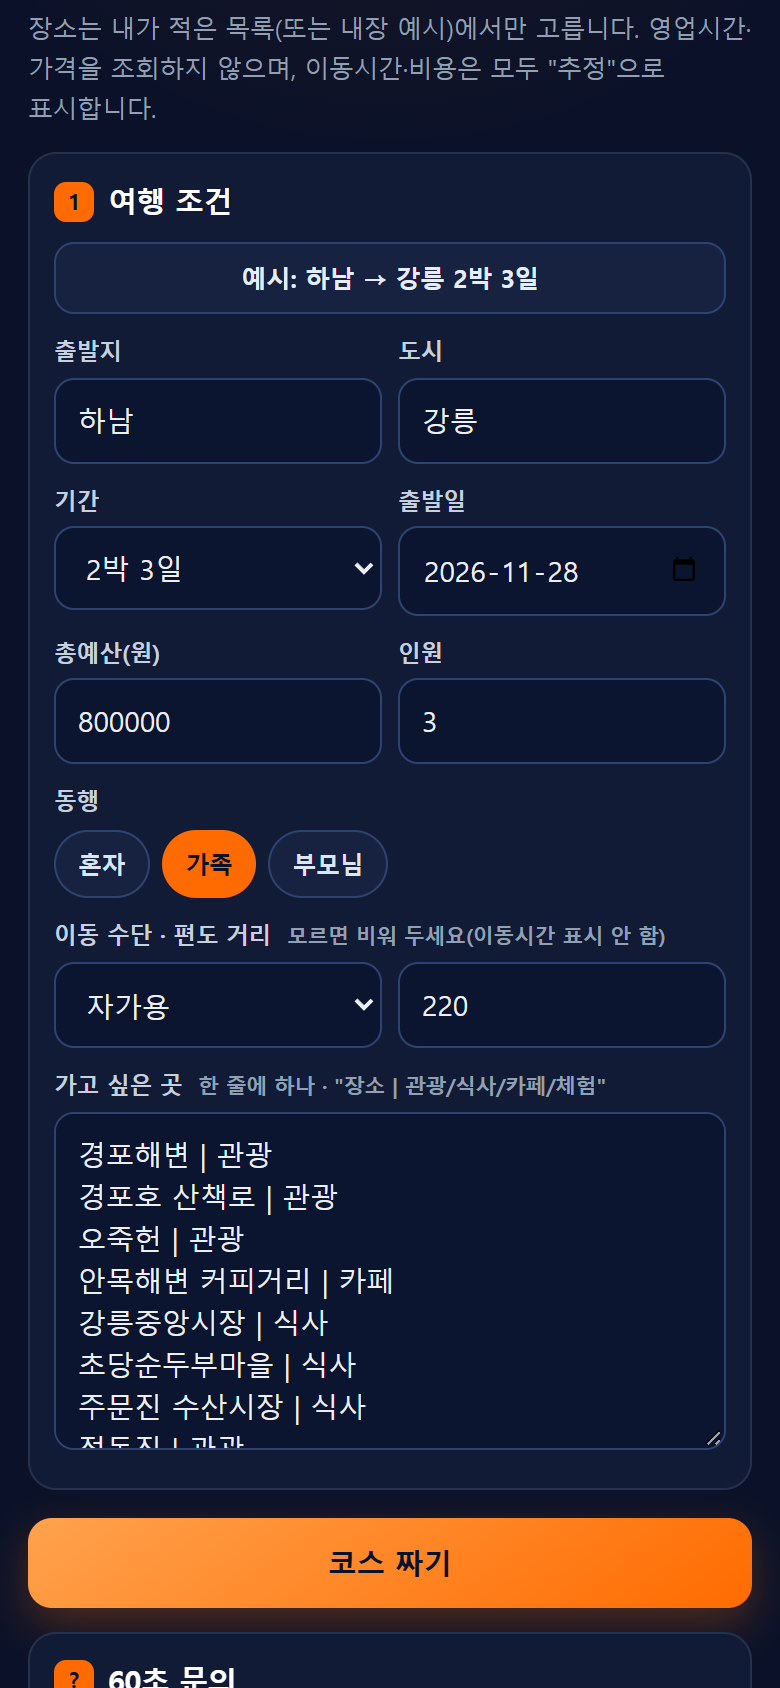 장소는 내가 적은 목록(또는 내장 예시)에서만 고릅니다. 영업시간·
가격을 조회하지 않으며, 이동시간·비용은 모두 "추정"으로
표시합니다.
1 여행 조건
예시: 하남 → 강릉 2박 3일
출발지 도시
하남 강릉
기간 출발일
2박 3일 2026-11-28
총예산(원) 인원
800000 3
동행
혼자 가족 부모님
이동 수단 · 편도 거리 모르면 비워 두세요(이동시간 표시 안 함)
자가용 220
가고 싶은 곳 한 줄에 하나 · "장소 | 관광/식사/카페/체험"
경포해변 | 관광
경포호 산책로 | 관광
오죽헌 | 관광
안목해변 커피거리 | 카페
강릉중앙시장 | 식사
초당순두부마을 | 식사
주문진 수산시장 | 식사
정동진 | 관광
코스 짜기
? 60초 문의